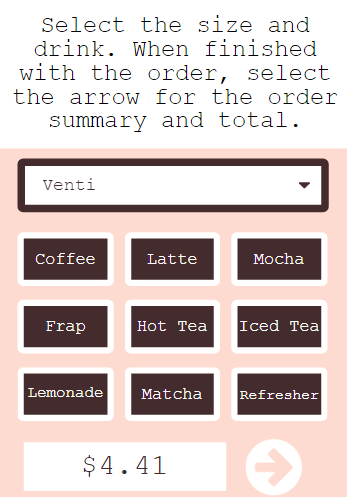 Select the size and
drink. When finished
with the order, select
the arrow for the order
summary and total.
Venti
Coffee
Latte
Mocha
Frap
Hot Tea
Iced Tea
Lemonade
Matcha
Refresher
$4.41